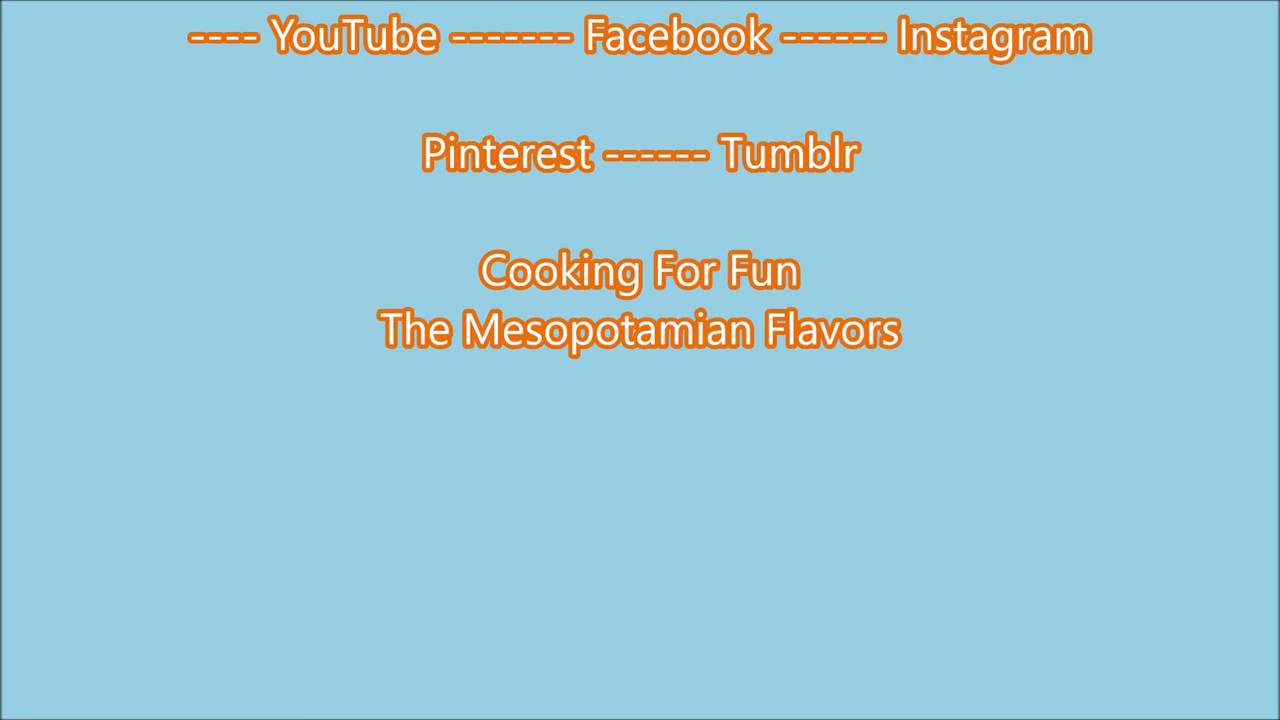 ---- YouTube ------- Facebook ------ Instagram
Pinterest ------ Tumblr
Cooking For Fun
The Mesopotamian Flavors